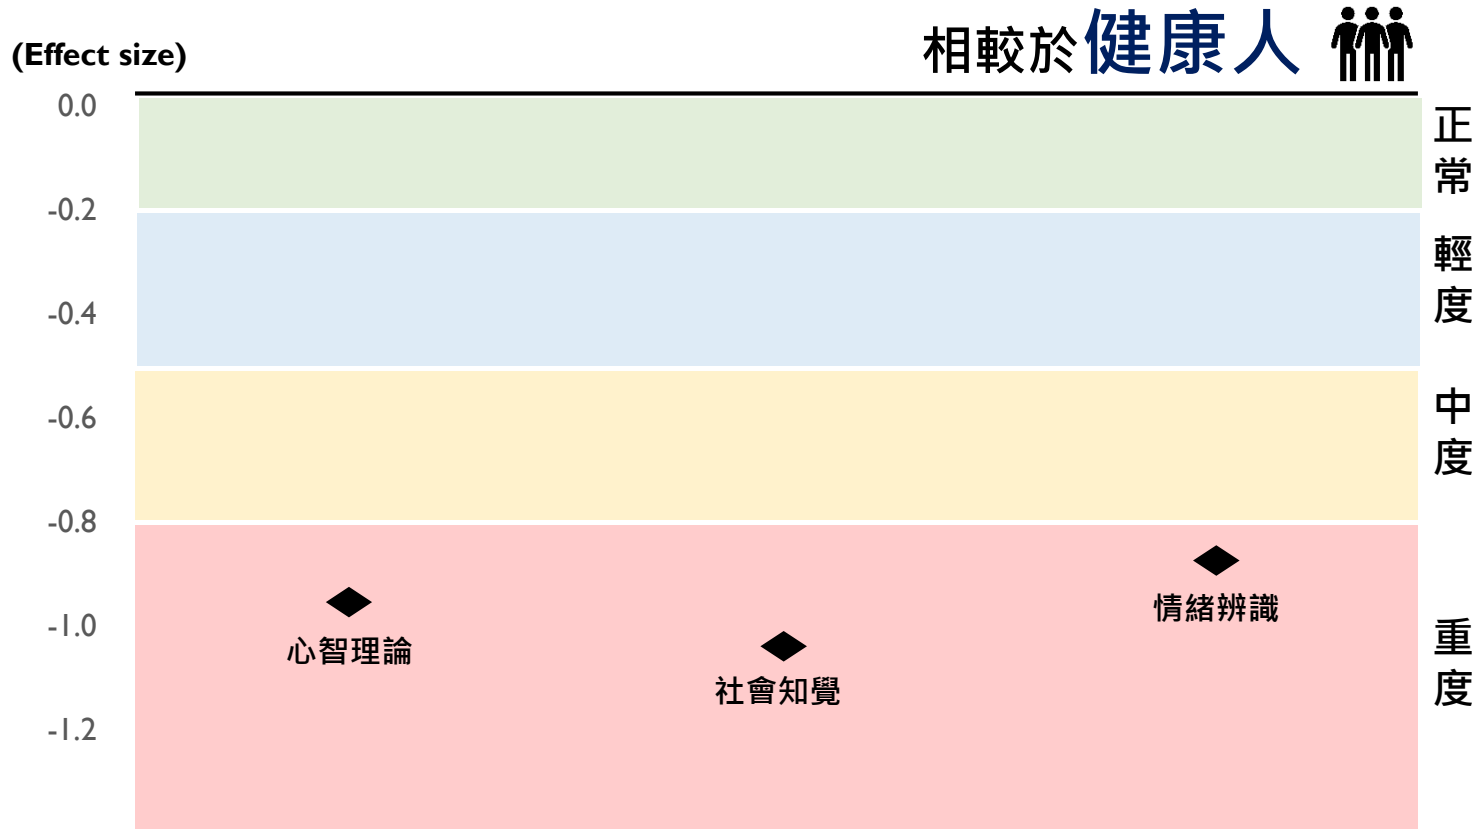 相較於健康人
(Effect size)
0.0
-0.2
-0.4
-0.6
-0.8
-1.0
-1.2
正常
輕度
中度
重度
心智理論
社會知覺
情緒辨識